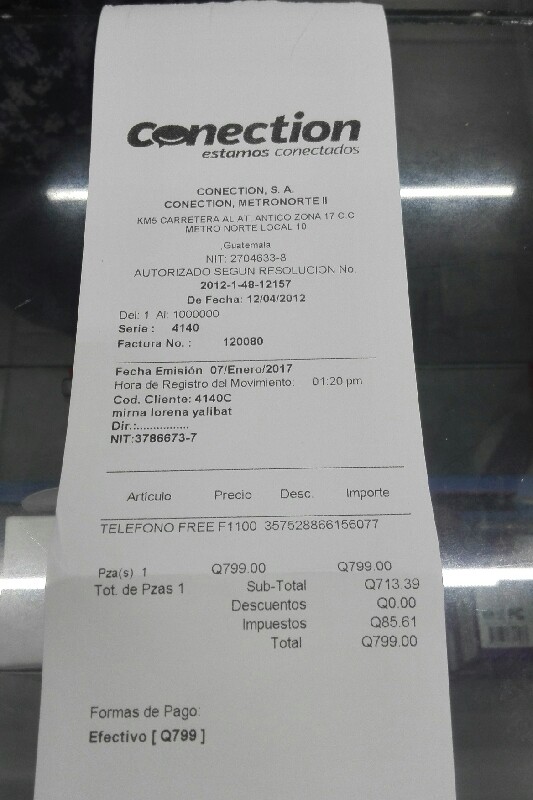 Conection
estamos conectados
CONECTION, S. A.
CONECTION, METRONORTE II
KM5 CARRETERA AL AT ANTICO ZONA 17 C.C
METRO NORTE LOCAL 10
,Guatemala
NIT: 2704633-8
AUTORIZADO SEGUN RESOLUCION No.
2012-1-48-12157
De Fecha: 12/04/2012
Del: 1 Al: 1000000
Serie : 4140
Factura No. : 120080
Fecha Emisión 07/Enero/2017
Hora de Registro del Movimiento: 01:20 pm
Cod. Cliente: 4140C
mirna lorena yalibat
Dir.:................
NIT:3786673-7
Articulo Precio Desc. Importe
TELEFONO FREE F1100 357528866156077
Pza(s) 1 Q799.00 Q799.00
Tot. de Pzas 1 Sub-Total Q713.39
Descuentos Q0.00
Impuestos Q85.61
Total Q799.00
Formas de Pago:
Efectivo [ Q799 ]